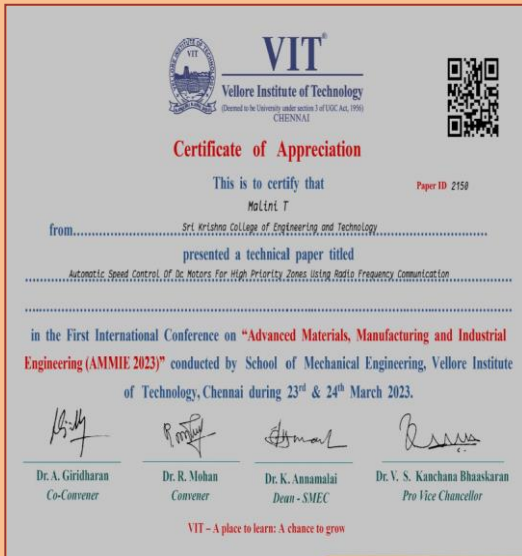 VIT®
Vellore Institute of Technology
(Deemed to be University under section 3 of UGC Act, 1956)
CHENNAI
Certificate of Appreciation
This is to certify that
Paper ID 2150
Malini T
from Sri Krishna College of Engineering and Technology
presented a technical paper titled
Automatic Speed Control Of Dc Motors For High Priority Zones Using Radio Frequency Communication
in the First International Conference on “Advanced Materials, Manufacturing and Industrial
Engineering (AMMIE 2023)” conducted by School of Mechanical Engineering, Vellore Institute
of Technology, Chennai during 23rd & 24th March 2023.
Dr. A. Giridharan
Co-Convener
Dr. R. Mohan
Convener
Dr. K. Annamalai
Dean - SMEC
Dr. V. S. Kanchana Bhaaskaran
Pro Vice Chancellor
VIT – A place to learn: A chance to grow